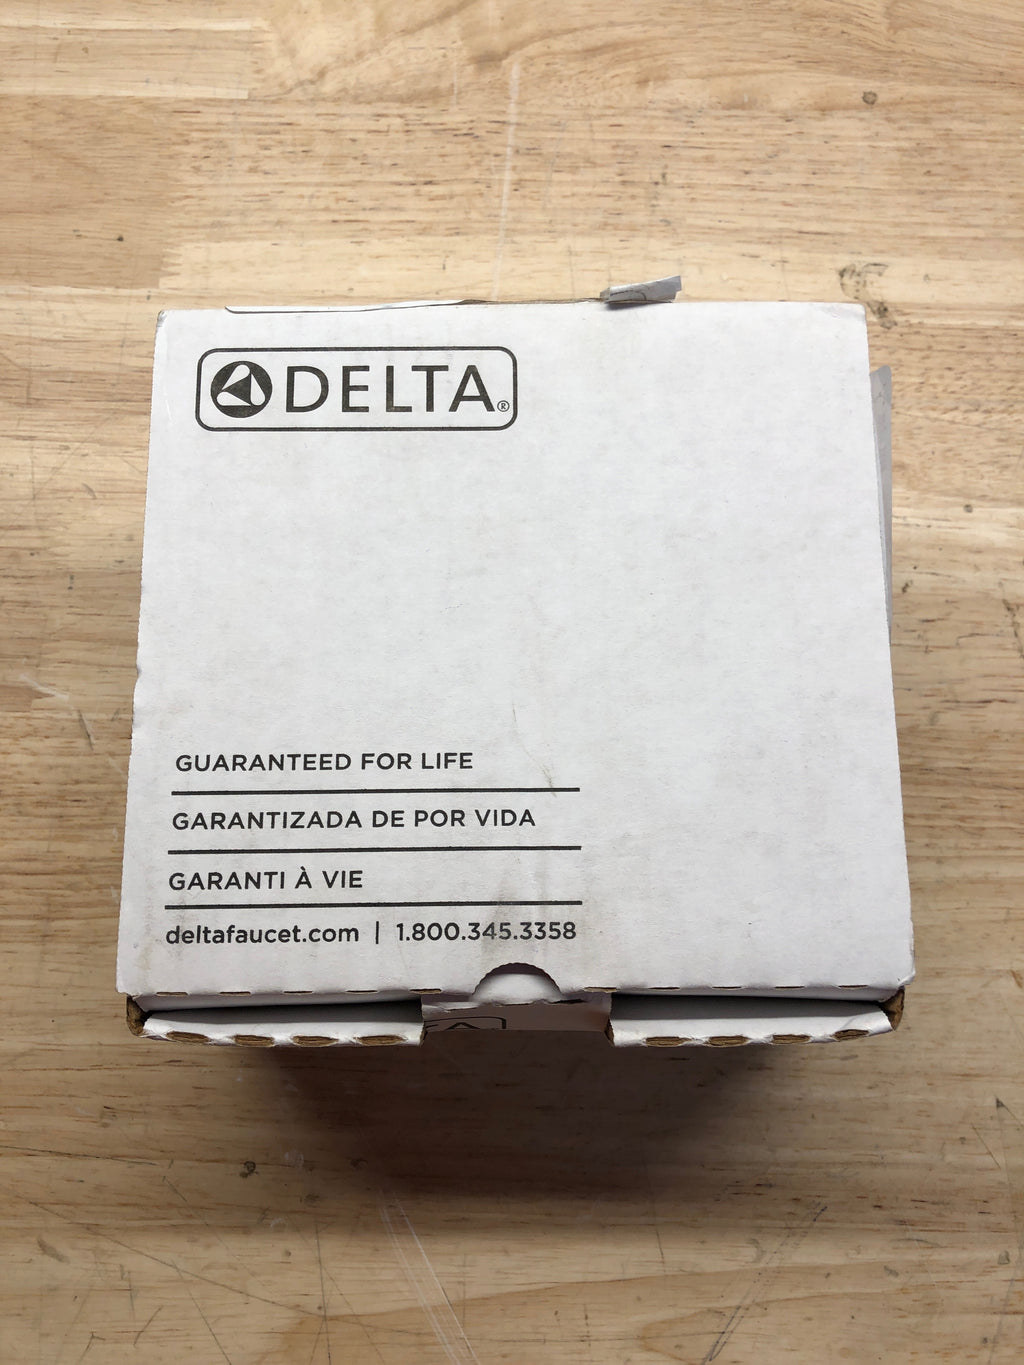 DELTA®
GUARANTEED FOR LIFE
GARANTIZADA DE POR VIDA
GARANTI À VIE
deltafaucet.com | 1.800.345.3358